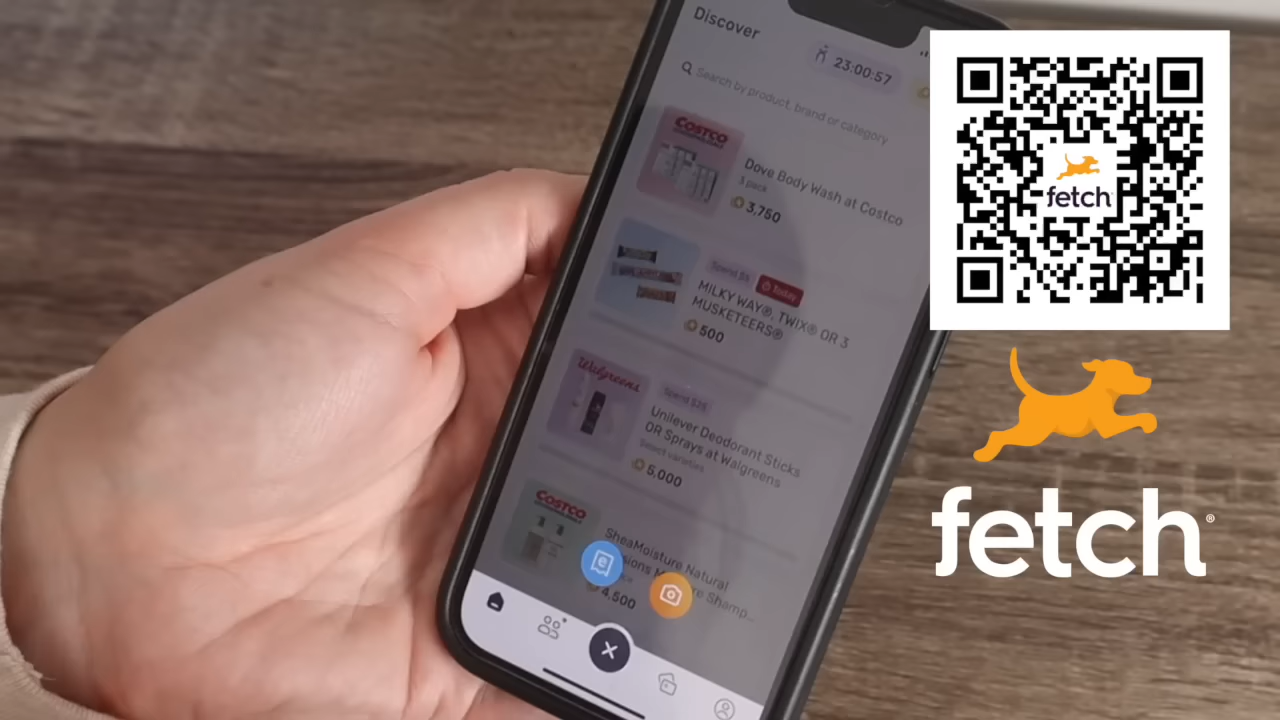 Discover
23:00:57
Search by product, brand or category
COSTCO
Dove Body Wash at Costco
3 pack
3,750
Spend $5
Today
MILKY WAY®, TWIX® OR 3
MUSKETEERS®
500
Walgreens
Spend $25
Unilever Deodorant Sticks
OR Sprays at Walgreens
Select varieties
5,000
COSTCO
SheaMoisture Natural
Shamp...
4,500
fetch
fetch®